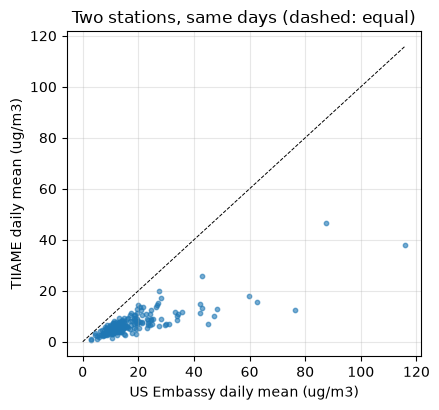 Two stations, same days (dashed: equal)
120
100
80
60
40
20
0
TIIAME daily mean (ug/m3)
0 20 40 60 80 100 120
US Embassy daily mean (ug/m3)